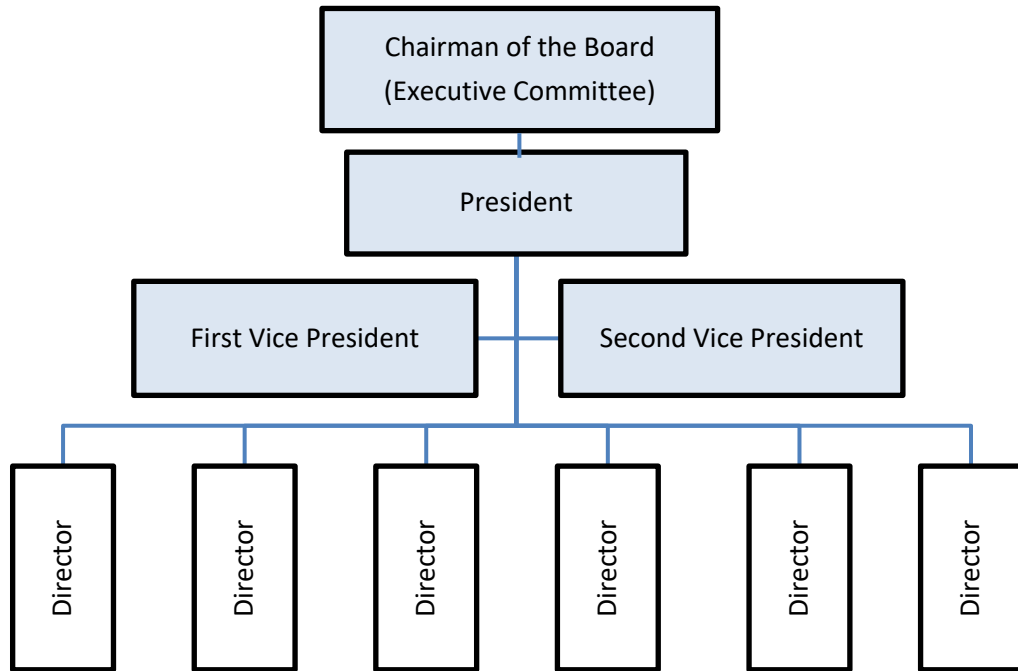 Chairman of the Board
(Executive Committee)
President
First Vice President
Second Vice President
Director
Director
Director
Director
Director
Director